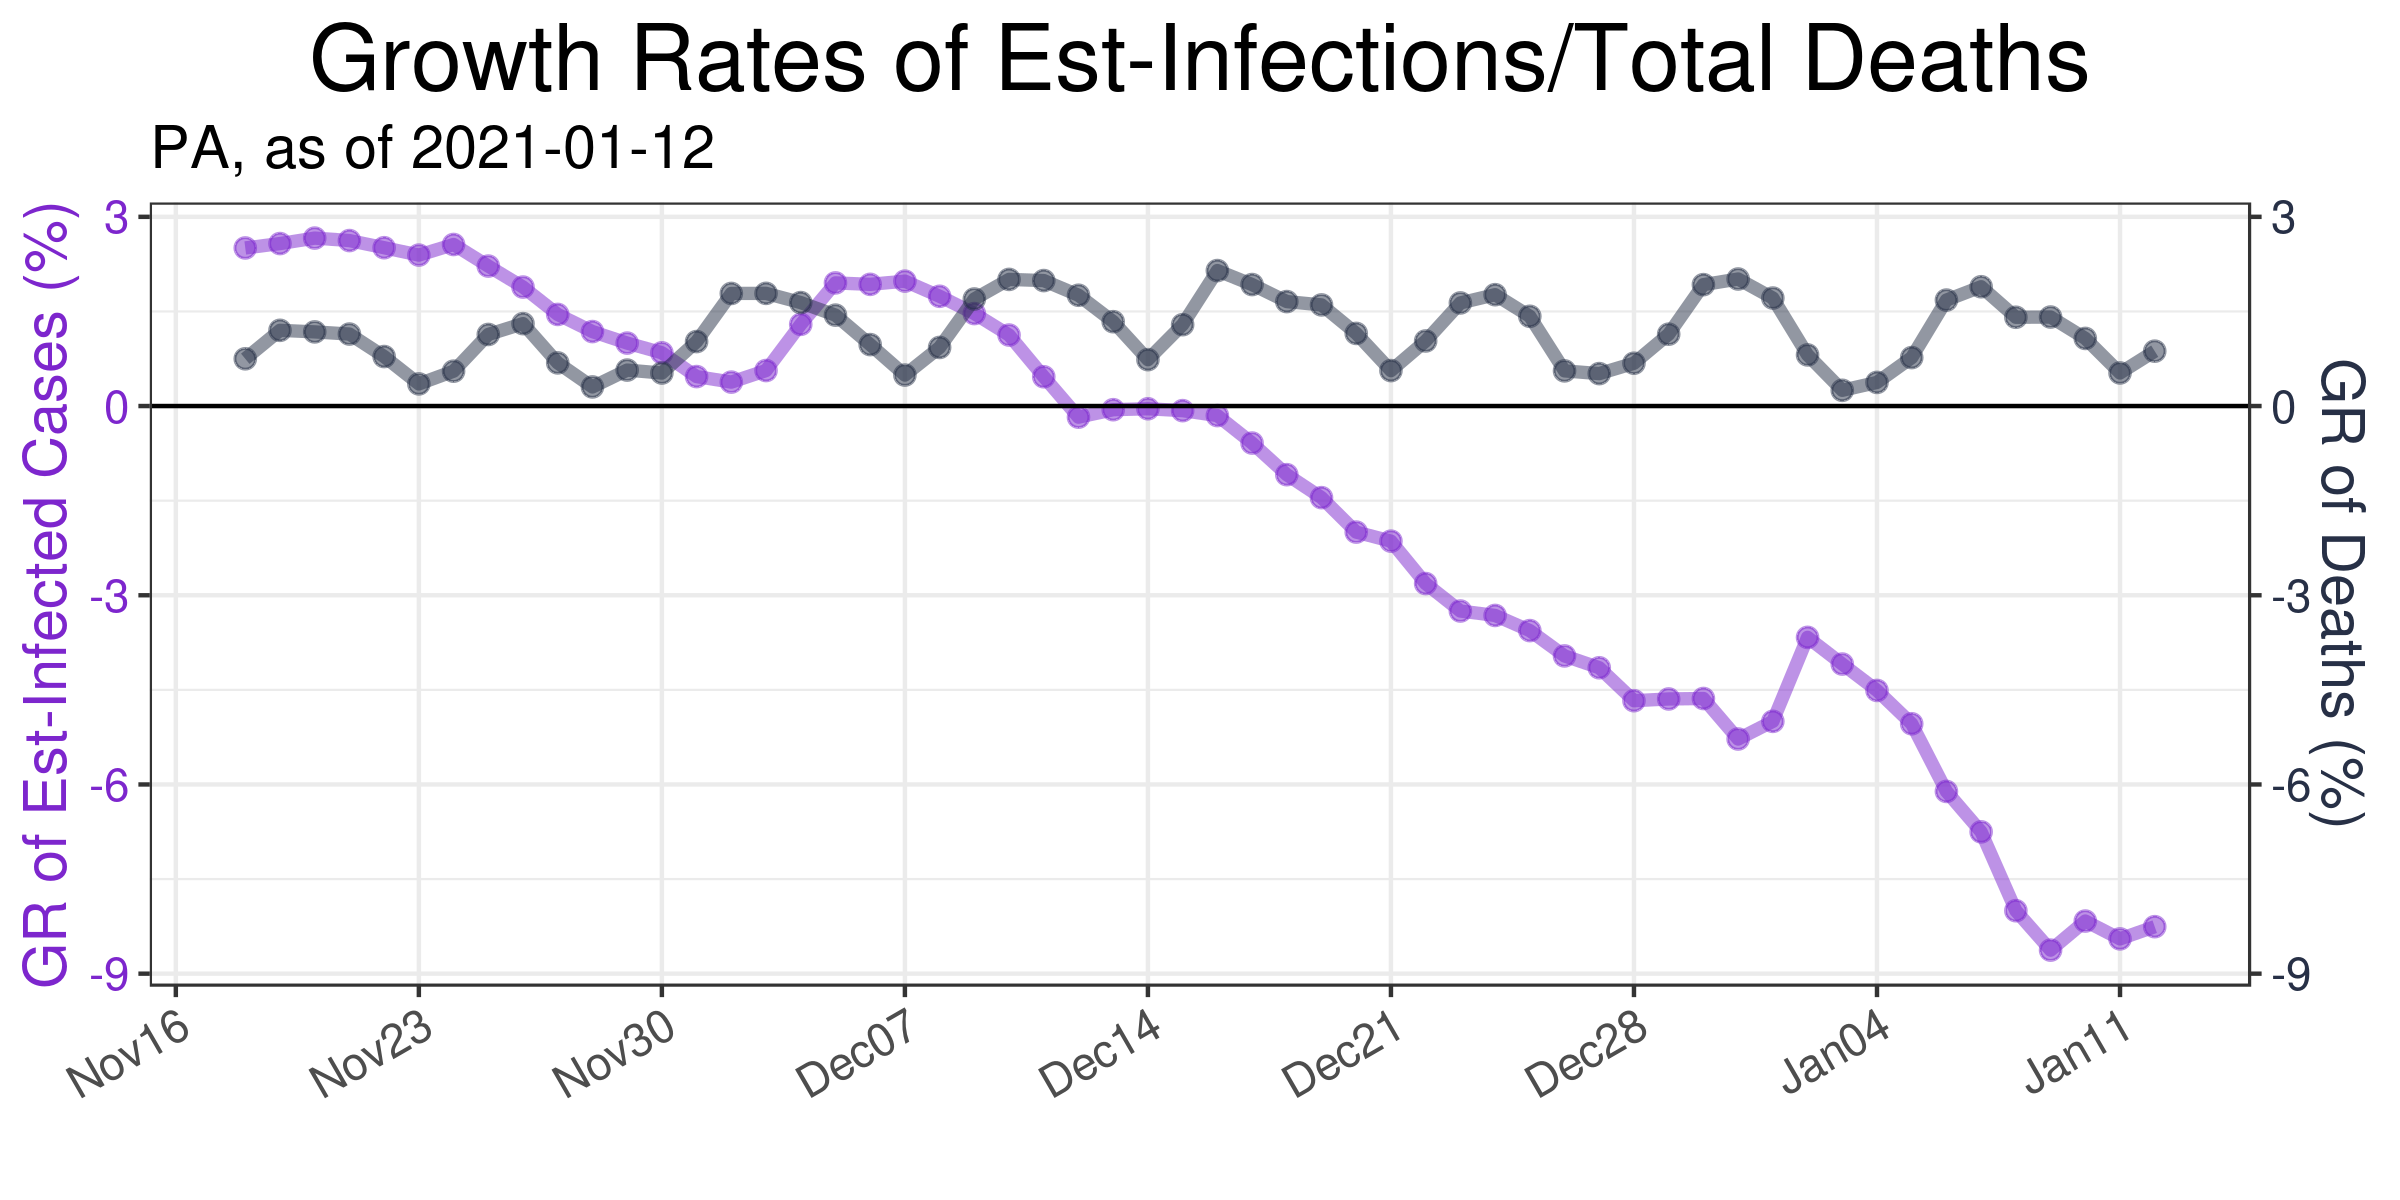 Growth Rates of Est-Infections/Total Deaths
PA, as of 2021-01-12
GR of Est-Infected Cases (%)
3
0
-3
-6
-9
3
0
-3
-6
-9
GR of Deaths (%)
Nov16
Nov23
Nov30
Dec07
Dec14
Dec21
Dec28
Jan04
Jan11